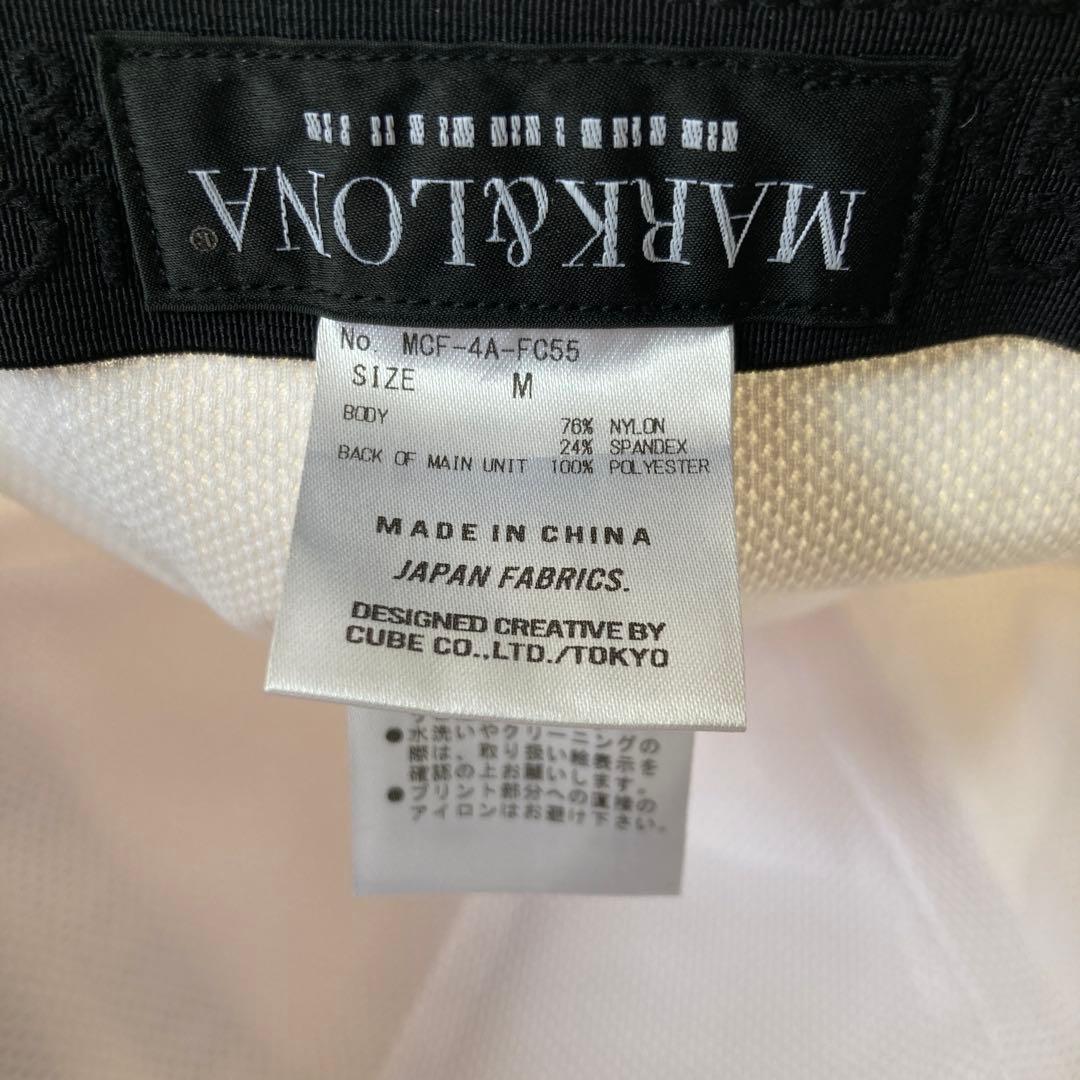 MARK&LONA®
No. MCF-4A-FC55
SIZE M
BODY 76% NYLON
24% SPANDEX
BACK OF MAIN UNIT 100% POLYESTER
MADE IN CHINA
JAPAN FABRICS.
DESIGNED CREATIVE BY
CUBE CO.,LTD./TOKYO
●水洗いやクリーニングの
際は、取り扱い絵表示を
確認の上お願いします。
●プリント部分への直接の
アイロンはお避け下さい。